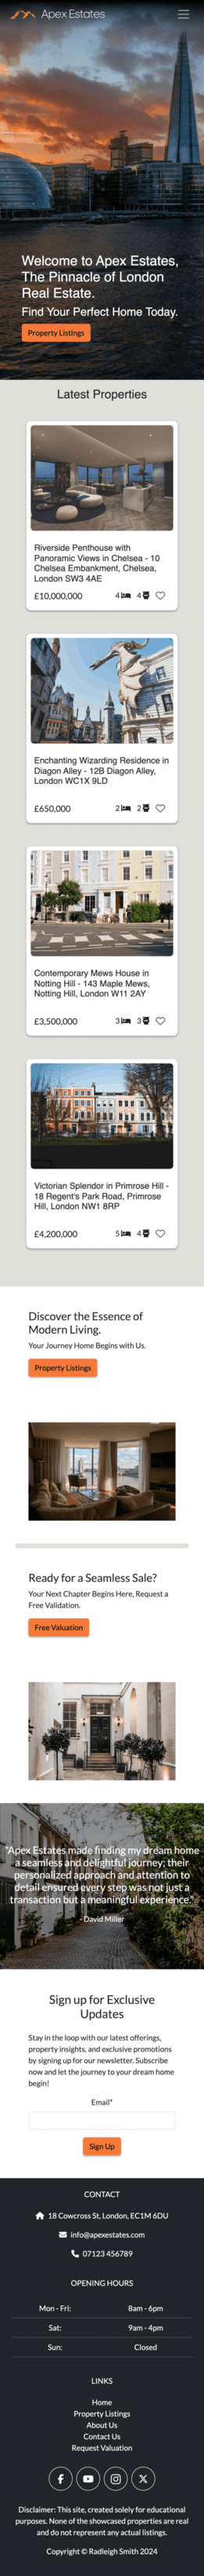 Apex Estates
Welcome to Apex Estates,
The Pinnacle of London
Real Estate.
Find Your Perfect Home Today.
Property Listings
Latest Properties
Riverside Penthouse with
Panoramic Views in Chelsea - 10
Chelsea Embankment, Chelsea,
London SW3 4AE
£10,000,000 4 4
Enchanting Wizarding Residence in
Diagon Alley - 12B Diagon Alley,
London WC1X 9LD
£650,000 2 2
Contemporary Mews House in
Notting Hill - 143 Maple Mews,
Notting Hill, London W11 2AY
£3,500,000 3 3
Victorian Splendor in Primrose Hill -
18 Regent's Park Road, Primrose
Hill, London NW1 8RP
£4,200,000 5 4
Discover the Essence of
Modern Living.
Your Journey Home Begins with Us.
Property Listings
Ready for a Seamless Sale?
Your Next Chapter Begins Here, Request a
Free Validation.
Free Valuation
"Apex Estates made finding my dream home
a seamless and delightful journey; their
personalized approach and attention to
detail ensured every step was not just a
transaction but a meaningful experience."
- David Miller
Sign up for Exclusive
Updates
Stay in the loop with our latest offerings,
property insights, and exclusive promotions
by signing up for our newsletter. Subscribe
now and let the journey to your dream home
begin!
Email*
Sign Up
CONTACT
18 Cowcross St, London, EC1M 6DU
info@apexestates.com
07123 456789
OPENING HOURS
Mon - Fri: 8am - 6pm
Sat: 9am - 4pm
Sun: Closed
LINKS
Home
Property Listings
About Us
Contact Us
Request Valuation
Disclaimer: This site, created solely for educational
purposes. None of the showcased properties are real
and do not represent any actual listings.
Copyright © Radleigh Smith 2024